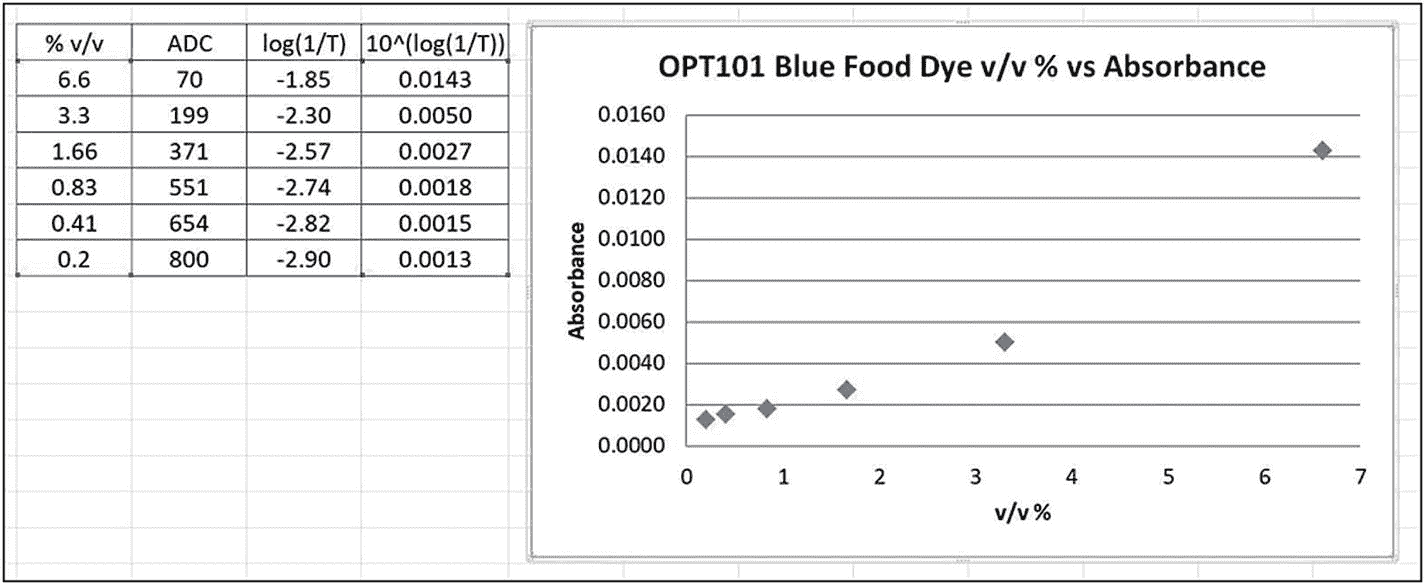 % v/v ADC log(1/T) 10^(log(1/T))
6.6 70 -1.85 0.0143
3.3 199 -2.30 0.0050
1.66 371 -2.57 0.0027
0.83 551 -2.74 0.0018
0.41 654 -2.82 0.0015
0.2 800 -2.90 0.0013
OPT101 Blue Food Dye v/v % vs Absorbance
Absorbance
0.0160
0.0140
0.0120
0.0100
0.0080
0.0060
0.0040
0.0020
0.0000
0 1 2 3 4 5 6 7
v/v %